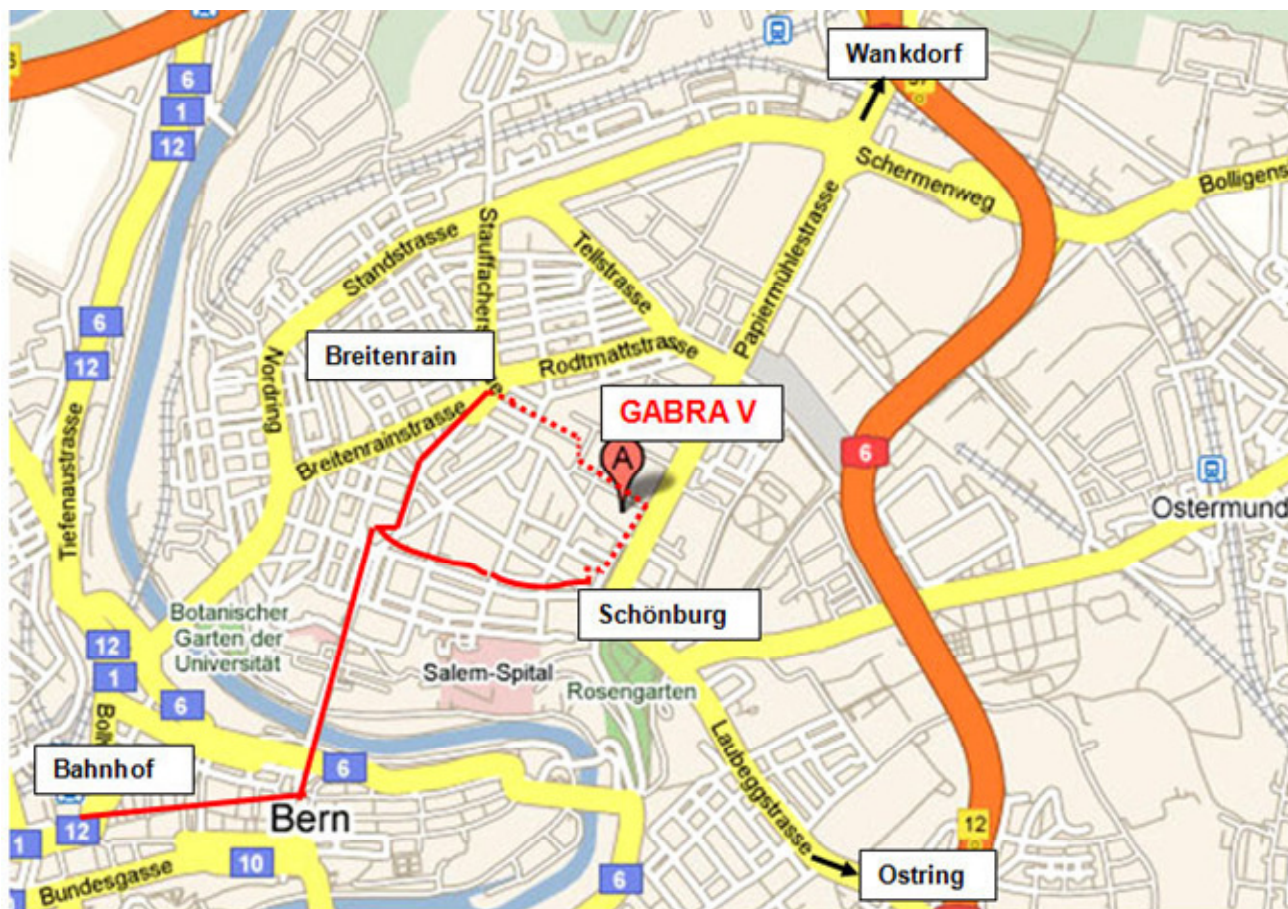 6
6
1
12
Wankdorf
Schermenweg
Bolligens
Papiermühlestrasse
Stauffachers
Standstrasse
Tellstrasse
6
12
Nordring
Breitenrain
Rodtmattstrasse
GABRA V
A
6
Breitenrainstrasse
Tiefenaustrasse
Ostermund
Botanischer
Garten der
Universität
Schönburg
12
1
6
Salem-Spital
Rosengarten
Boll
Laubeggstrasse
Bahnhof
6
12
Bern
12
1
10
Bundesgasse
6
Ostring